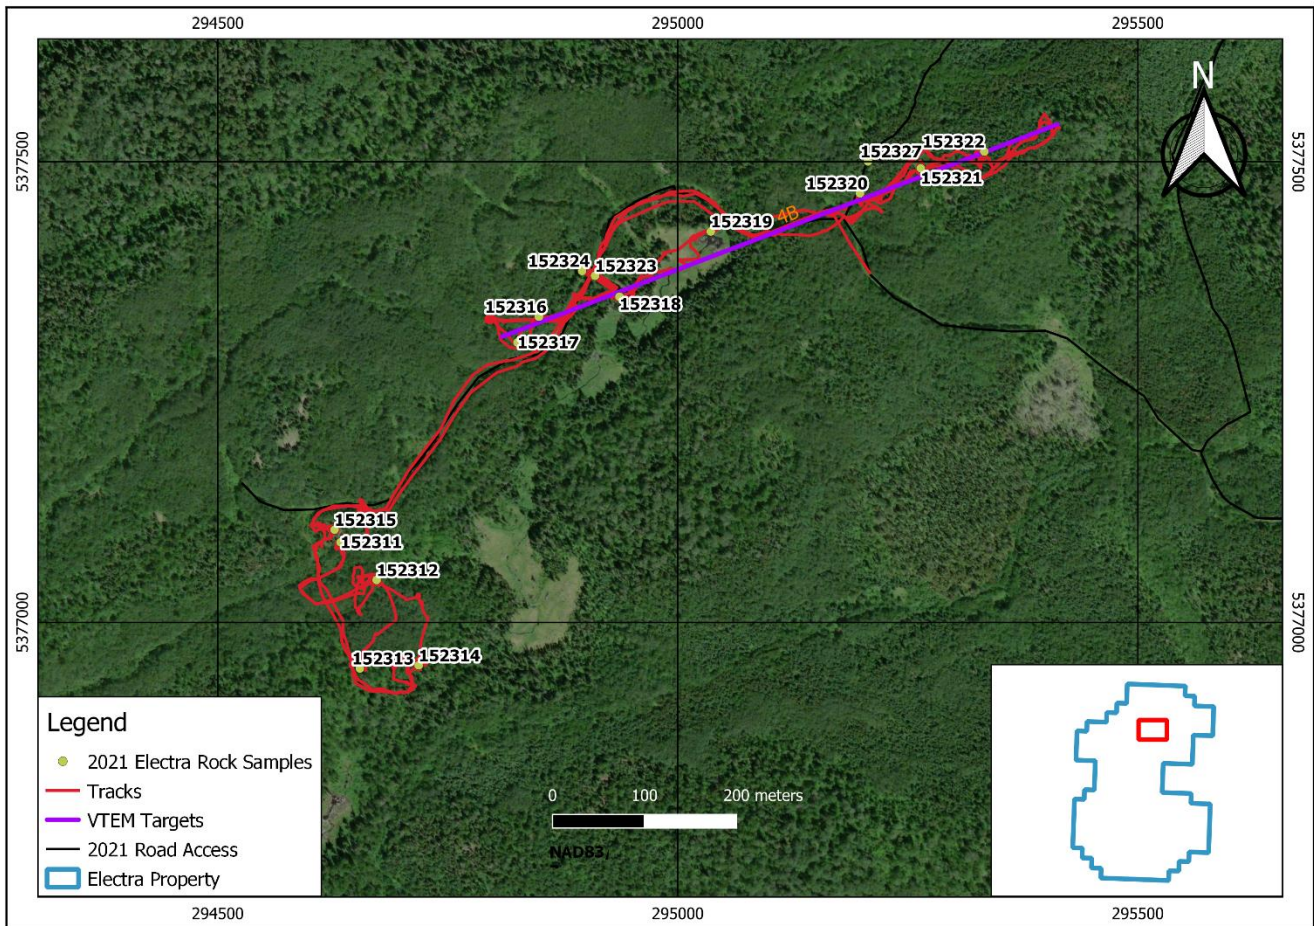 294500
295000
295500
N
5377500
5377500
152322
152327
152321
152320
4B
152319
152324
152323
152318
152316
152317
152315
152311
152312
5377000
5377000
152313
152314
Legend
2021 Electra Rock Samples
Tracks
VTEM Targets
2021 Road Access
Electra Property
0 100 200 meters
NAD83
294500
295000
295500